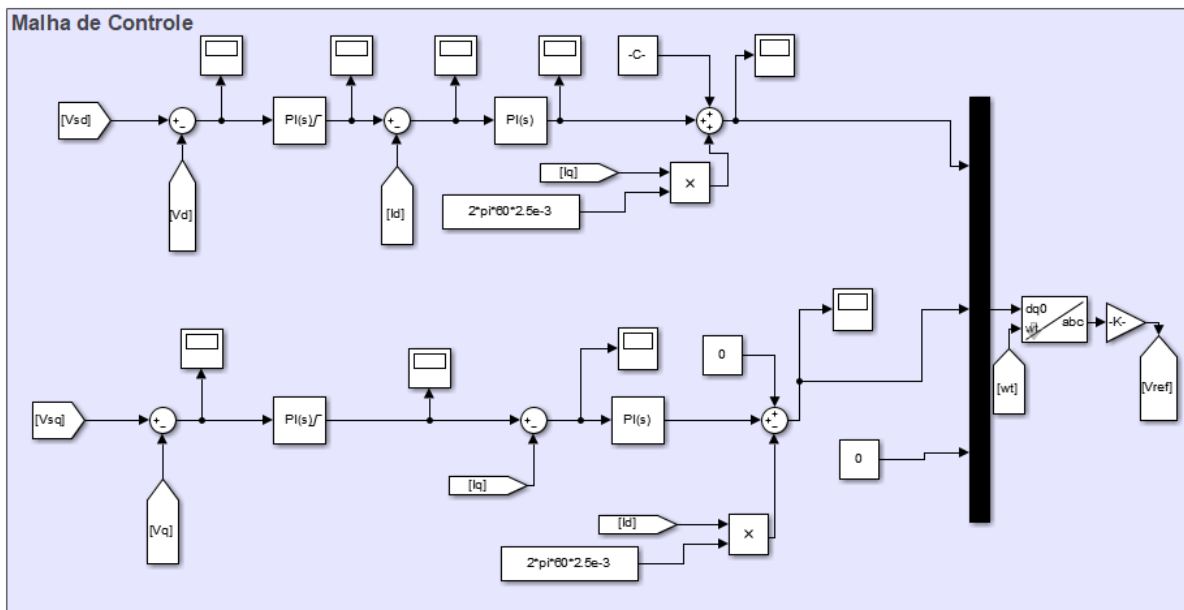 Malha de Controle
-C-
[Vsd]
+
−
PI(s)
+
−
PI(s)
+
+
+
[Iq]
×
2*pi*60*2.5e-3
[Vd]
[Id]
dq0
wt
abc
-K-
0
[wt]
[Vref]
[Vsq]
+
−
PI(s)
+
−
PI(s)
+
+
−
0
[Iq]
[Vq]
[Id]
×
2*pi*60*2.5e-3